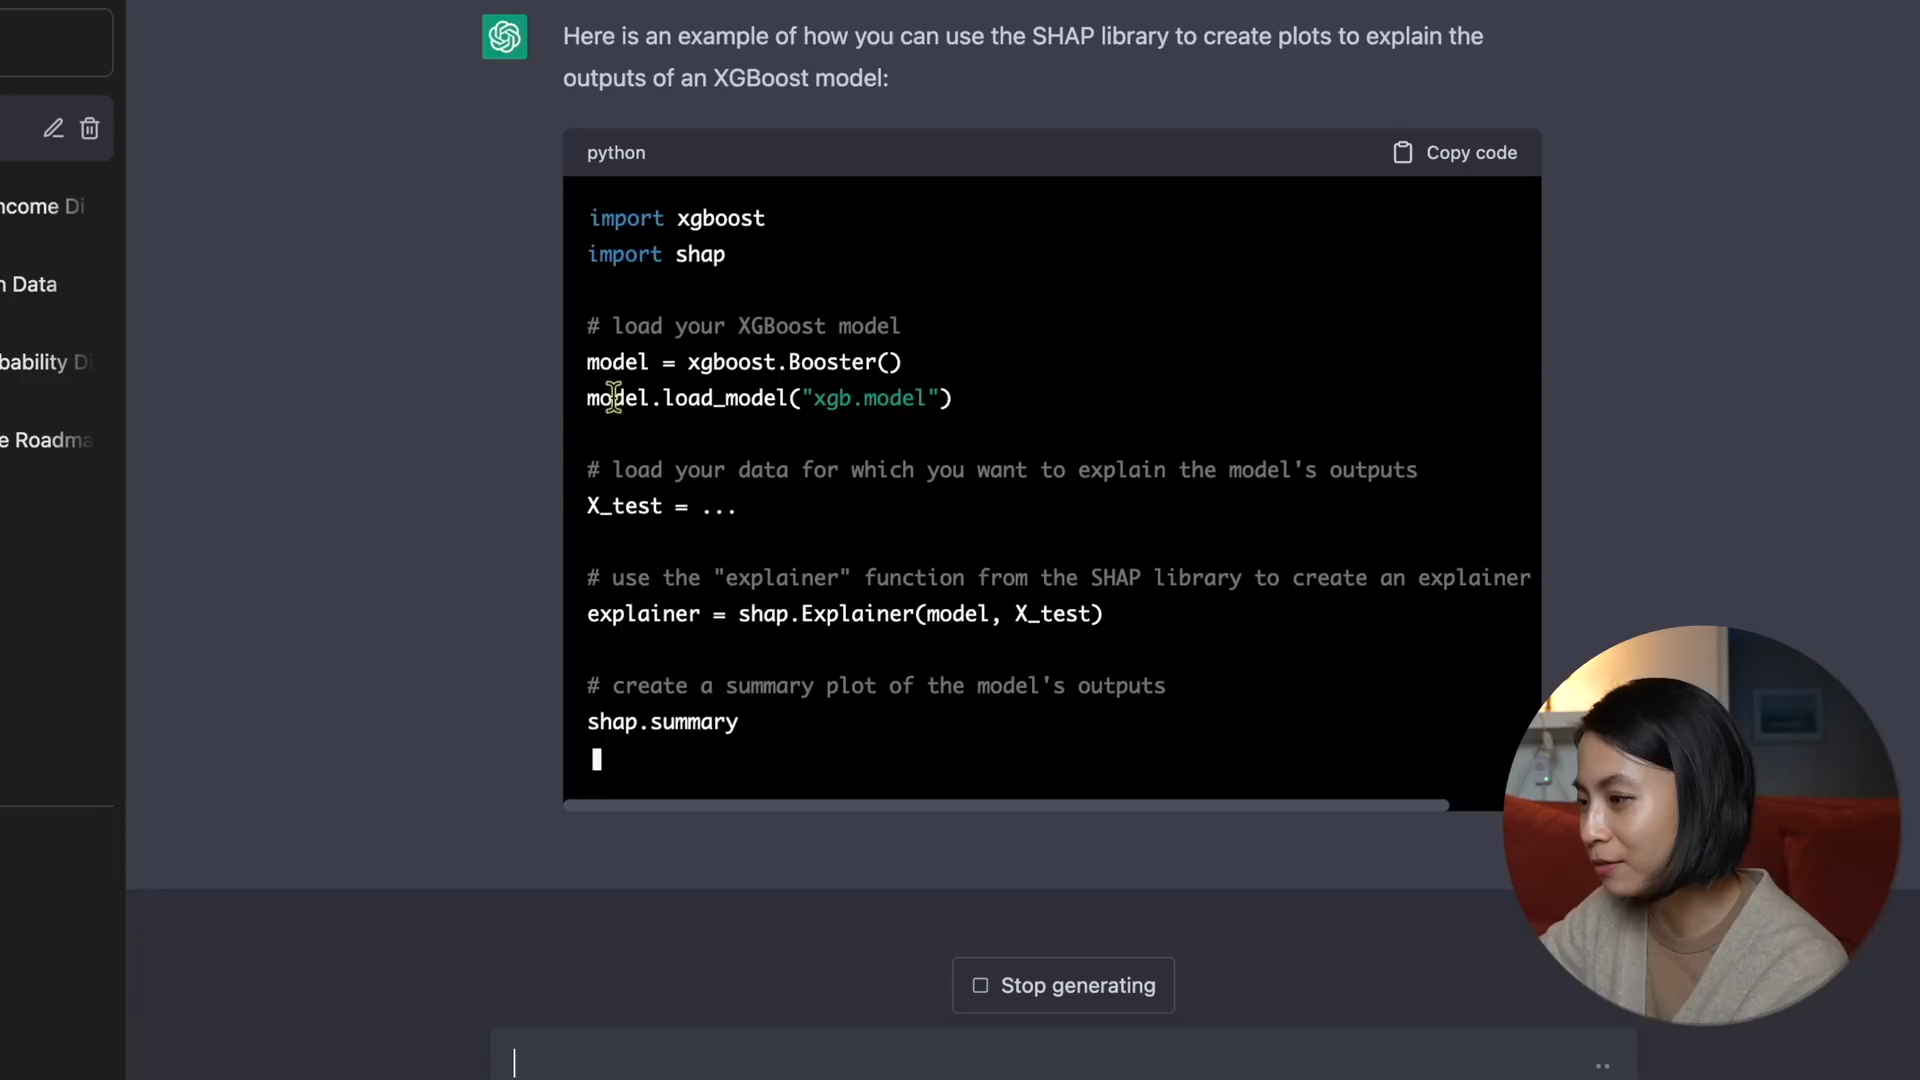 Here is an example of how you can use the SHAP library to create plots to explain the
outputs of an XGBoost model:
python
Copy code
import xgboost
import shap
# load your XGBoost model
model = xgboost.Booster()
model.load_model("xgb.model")
# load your data for which you want to explain the model's outputs
X_test = ...
# use the "explainer" function from the SHAP library to create an explainer
explainer = shap.Explainer(model, X_test)
# create a summary plot of the model's outputs
shap.summary
ncome Di
n Data
bability Di
e Roadma
Stop generating